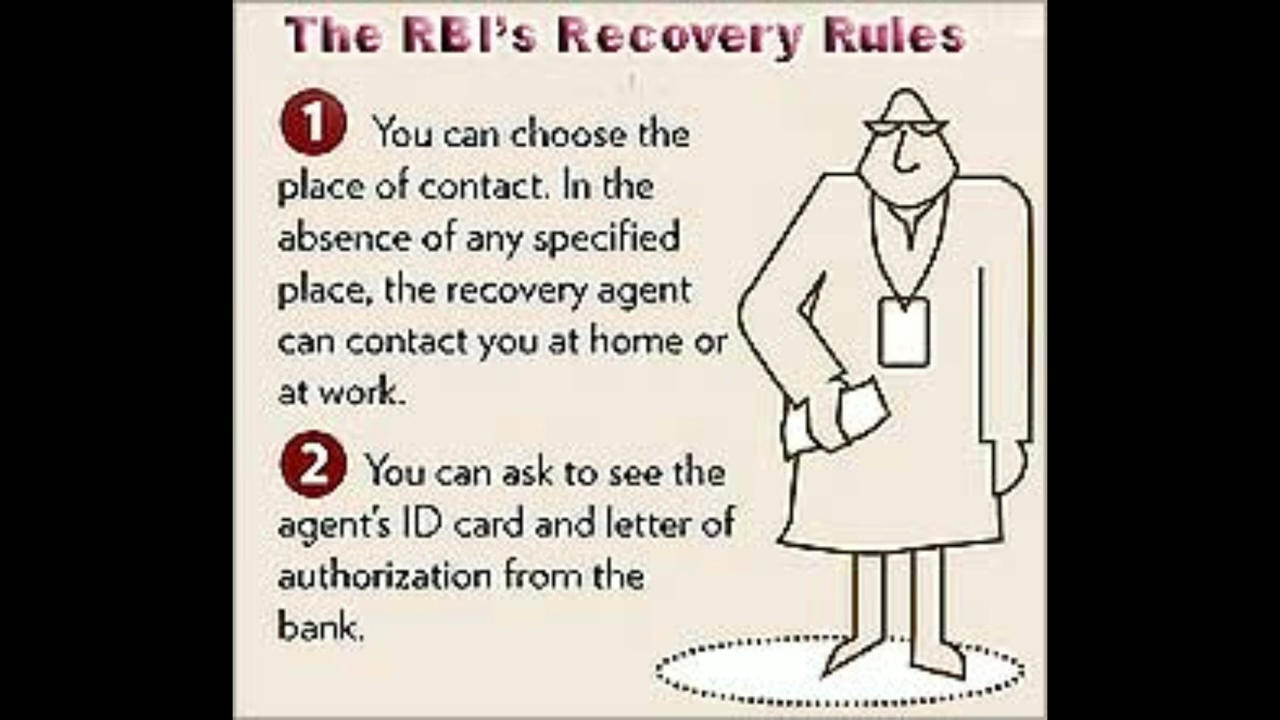 The RBI's Recovery Rules
1 You can choose the
place of contact. In the
absence of any specified
place, the recovery agent
can contact you at home or
at work.
2 You can ask to see the
agent's ID card and letter of
authorization from the
bank.